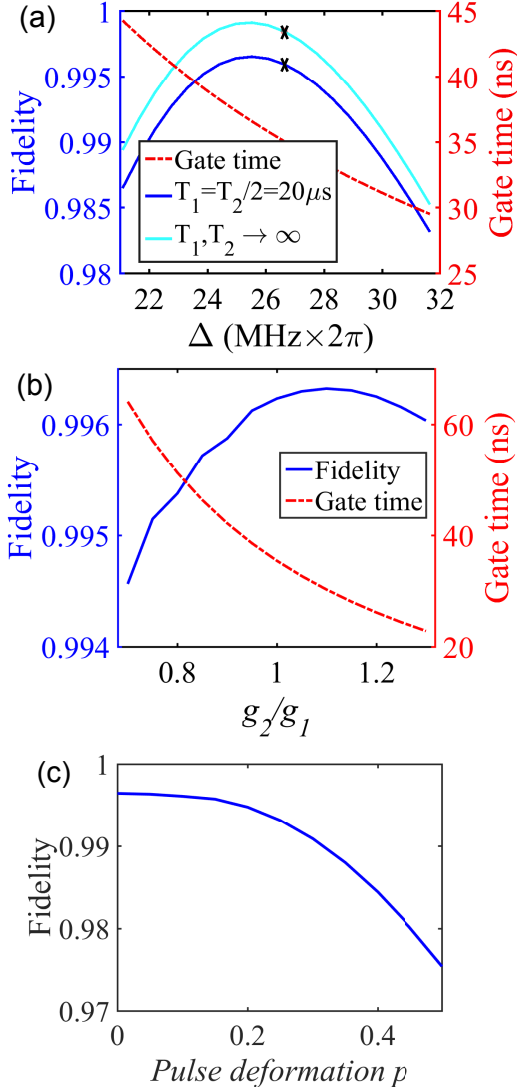 (a)
1
0.995
0.99
0.985
0.98
Fidelity
45
40
35
30
25
Gate time (ns)
Gate time
T₁=T₂/2=20μs
T₁,T₂ → ∞
22 24 26 28 30 32
Δ (MHz×2π)
(b)
0.996
0.995
0.994
Fidelity
60
40
20
Gate time (ns)
Fidelity
Gate time
0.8 1 1.2
g₂/g₁
(c)
1
0.99
0.98
0.97
Fidelity
0 0.2 0.4
Pulse deformation p